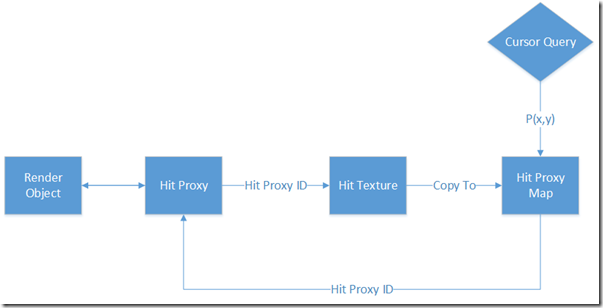 Cursor Query
P(x,y)
Render
Object
Hit Proxy
Hit Proxy ID
Hit Texture
Copy To
Hit Proxy
Map
Hit Proxy ID